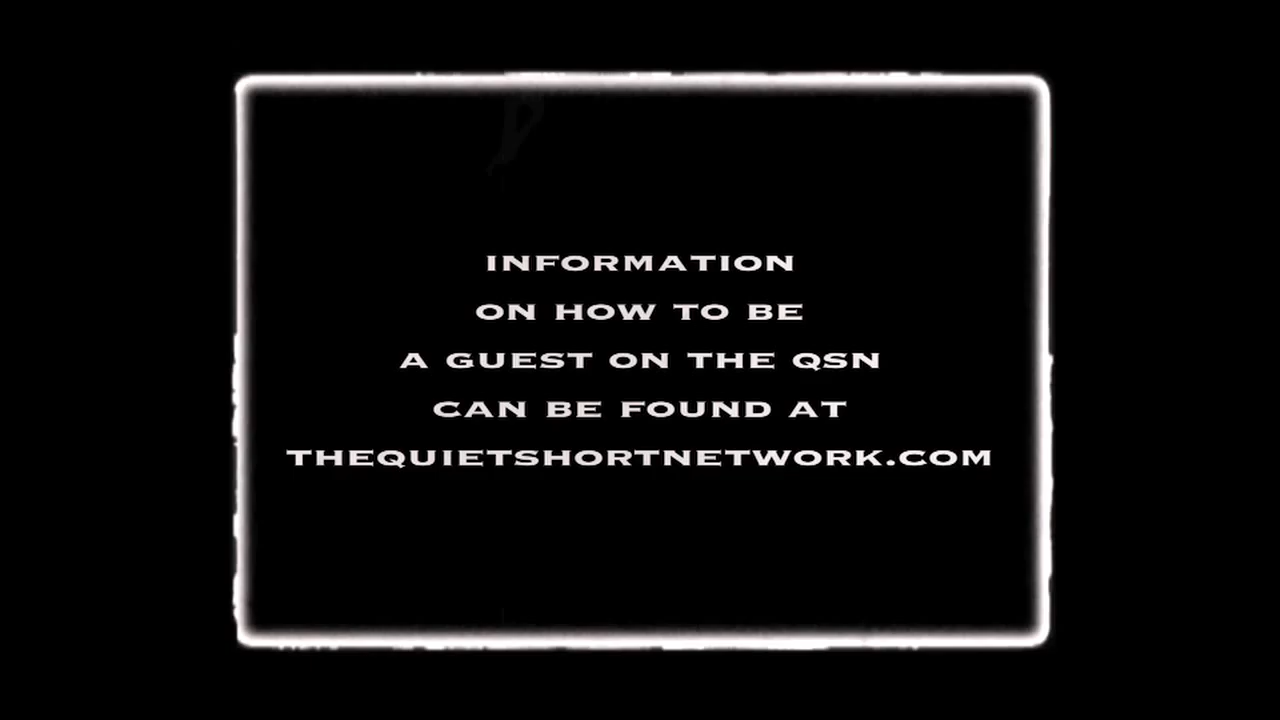 INFORMATION
ON HOW TO BE
A GUEST ON THE QSN
CAN BE FOUND AT
THEQUIETSHORTNETWORK.COM